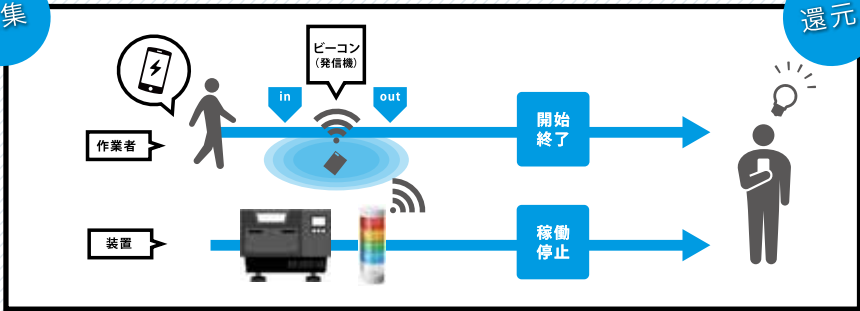 集
還元
ビーコン
(発信機)
in
out
作業者
開始
終了
装置
稼働
停止